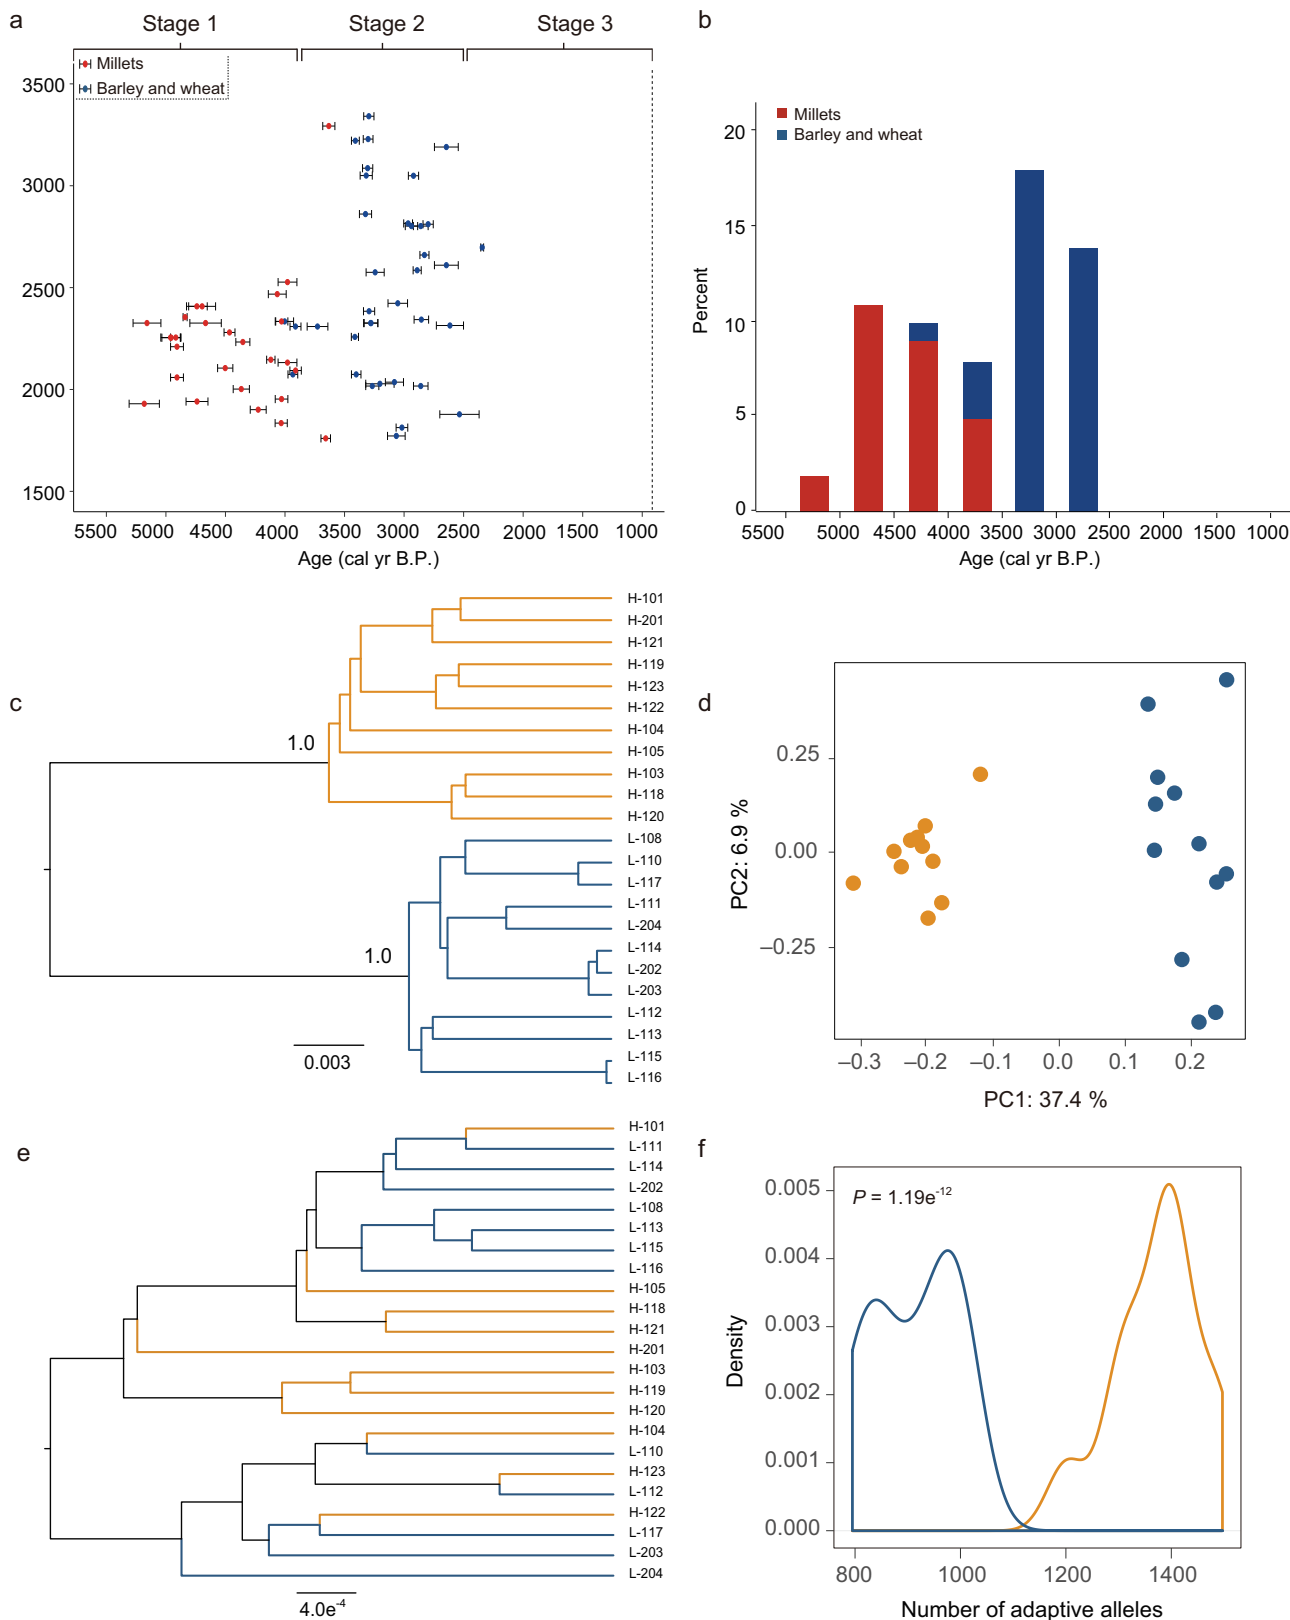 a
Stage 1
Stage 2
Stage 3
Millets
Barley and wheat
3500
3000
2500
2000
1500
5500
5000
4500
4000
3500
3000
2500
2000
1500
1000
Age (cal yr B.P.)
b
Millets
Barley and wheat
20
15
10
5
0
Percent
5500
5000
4500
4000
3500
3000
2500
2000
1500
1000
Age (cal yr B.P.)
c
H-101
H-201
H-121
H-119
H-123
H-122
H-104
H-105
H-103
H-118
H-120
L-108
L-110
L-117
L-111
L-204
L-114
L-202
L-203
L-112
L-113
L-115
L-116
1.0
1.0
0.003
d
0.25
0.00
–0.25
PC2: 6.9 %
–0.3
–0.2
–0.1
0.0
0.1
0.2
PC1: 37.4 %
e
H-101
L-111
L-114
L-202
L-108
L-113
L-115
L-116
H-105
H-118
H-121
H-201
H-103
H-119
H-120
H-104
L-110
H-123
L-112
H-122
L-117
L-203
L-204
4.0e-4
f
P = 1.19e-12
0.005
0.004
0.003
0.002
0.001
0.000
Density
800
1000
1200
1400
Number of adaptive alleles